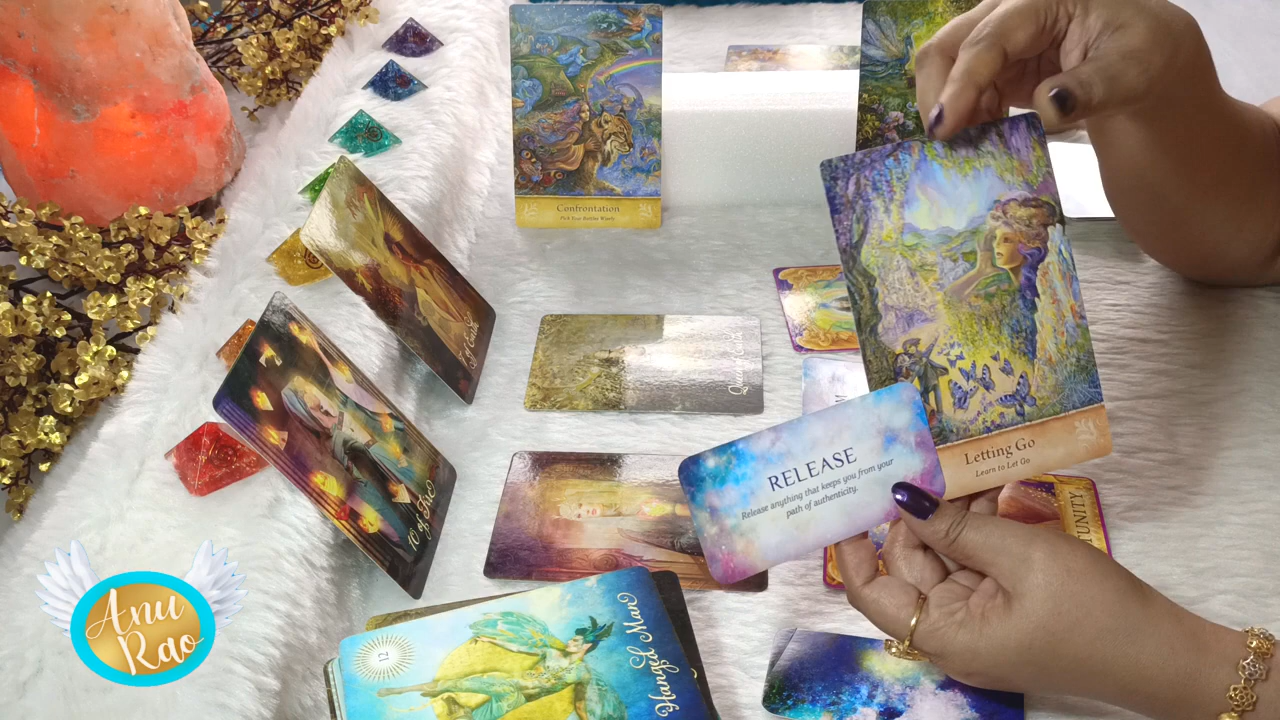 Confrontation
Pick Your Battles Wisely
10 of Fire
RELEASE
Release anything that keeps you from your
path of authenticity.
Letting Go
Learn to Let Go
12
Hanged Man
Anu
Rao